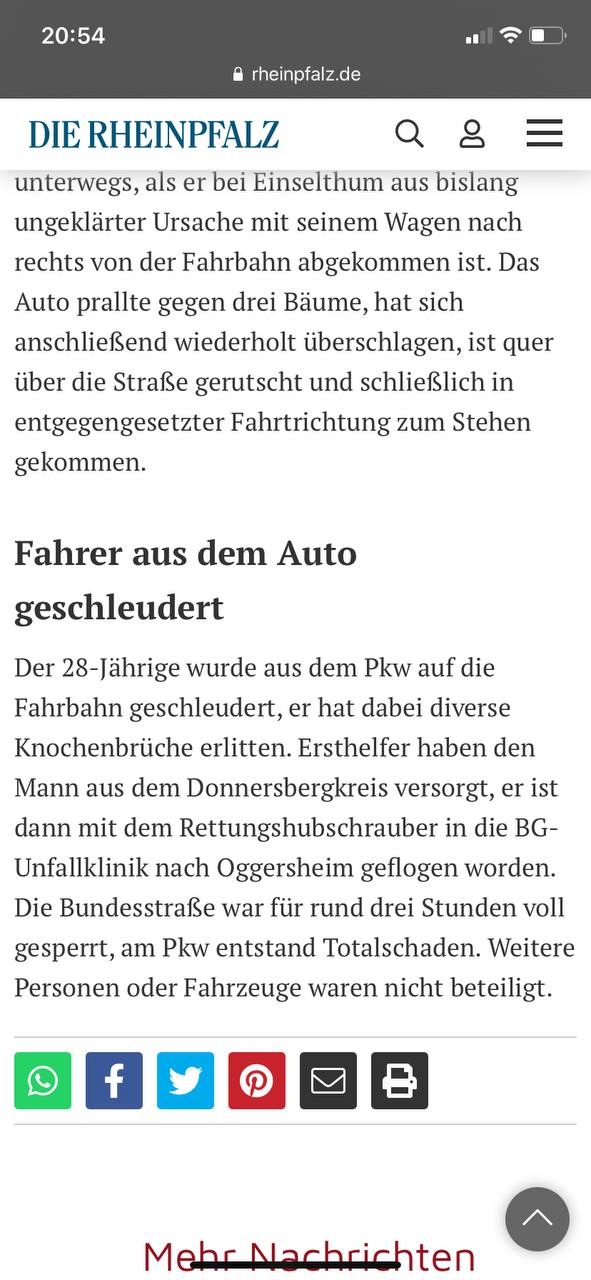 20:54
rheinpfalz.de
DIE RHEINPFALZ
unterwegs, als er bei Einselthum aus bislang
ungeklärter Ursache mit seinem Wagen nach
rechts von der Fahrbahn abgekommen ist. Das
Auto prallte gegen drei Bäume, hat sich
anschließend wiederholt überschlagen, ist quer
über die Straße gerutscht und schließlich in
entgegengesetzter Fahrtrichtung zum Stehen
gekommen.
Fahrer aus dem Auto
geschleudert
Der 28-Jährige wurde aus dem Pkw auf die
Fahrbahn geschleudert, er hat dabei diverse
Knochenbrüche erlitten. Ersthelfer haben den
Mann aus dem Donnersbergkreis versorgt, er ist
dann mit dem Rettungshubschrauber in die BG-
Unfallklinik nach Oggersheim geflogen worden.
Die Bundesstraße war für rund drei Stunden voll
gesperrt, am Pkw entstand Totalschaden. Weitere
Personen oder Fahrzeuge waren nicht beteiligt.
Mehr Nachrichten